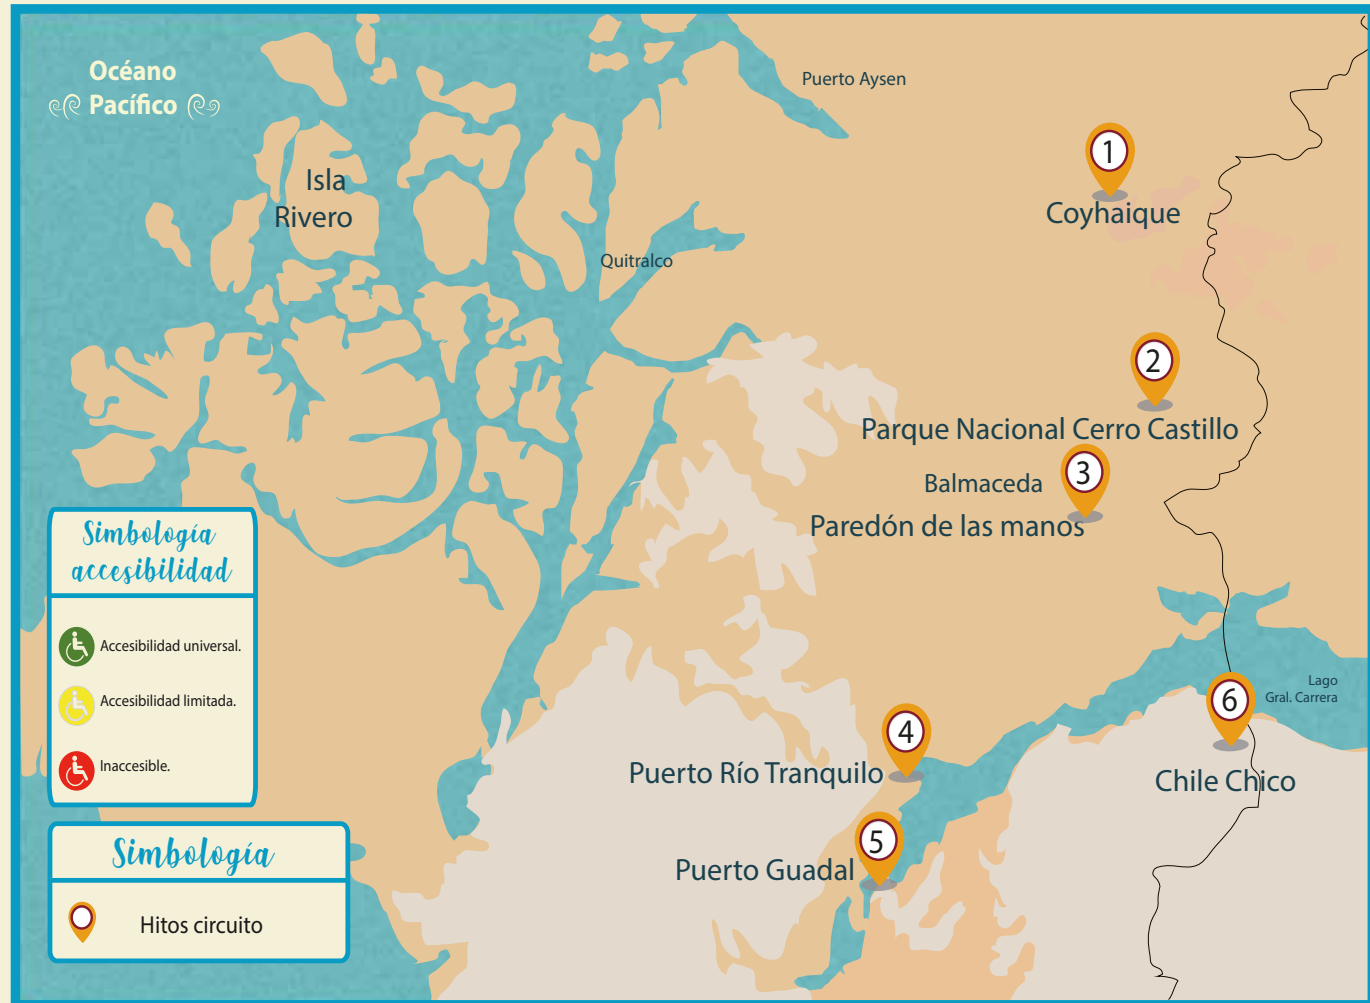 Océano
Pacífico
Puerto Aysen
1
Coyhaique
Isla
Rivero
Quitralco
2
Parque Nacional Cerro Castillo
3
Balmaceda
Paredón de las manos
Simbología
accesibilidad
Accesibilidad universal.
Accesibilidad limitada.
Inaccesible.
Lago
Gral. Carrera
6
Chile Chico
4
Puerto Río Tranquilo
5
Puerto Guadal
Simbología
Hitos circuito